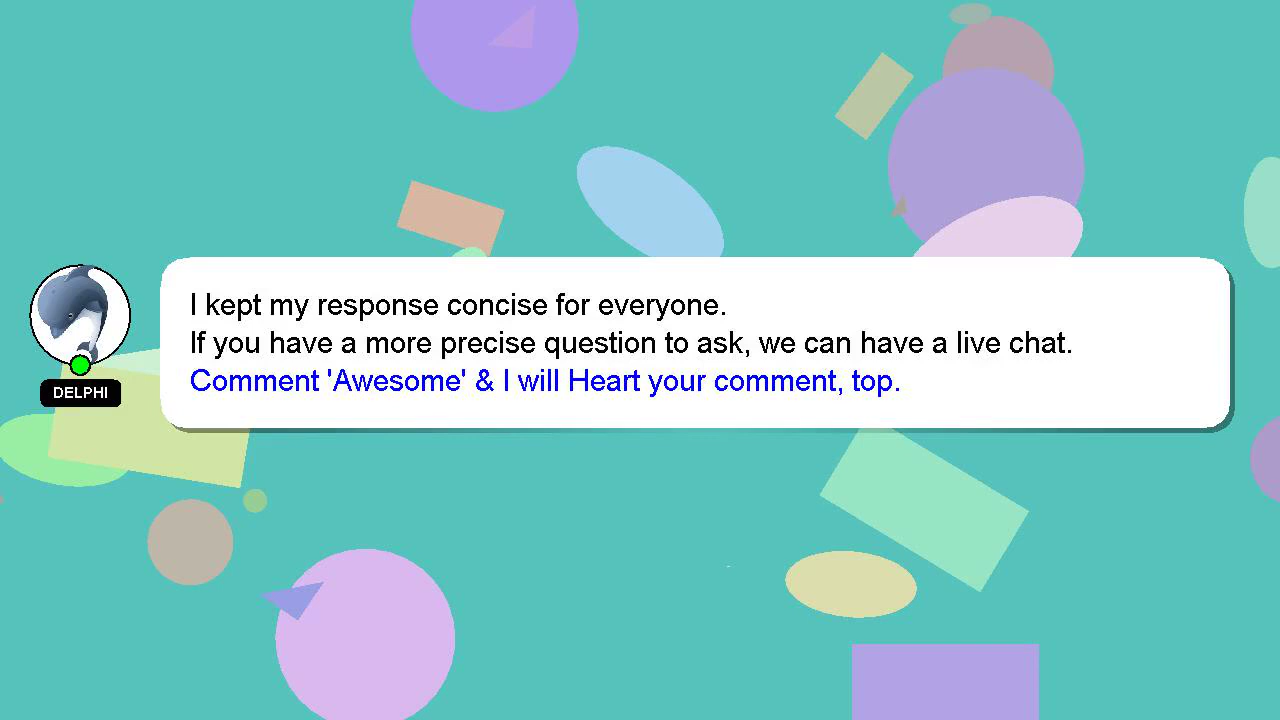 I kept my response concise for everyone.
If you have a more precise question to ask, we can have a live chat.
Comment 'Awesome' & I will Heart your comment, top.
DELPHI